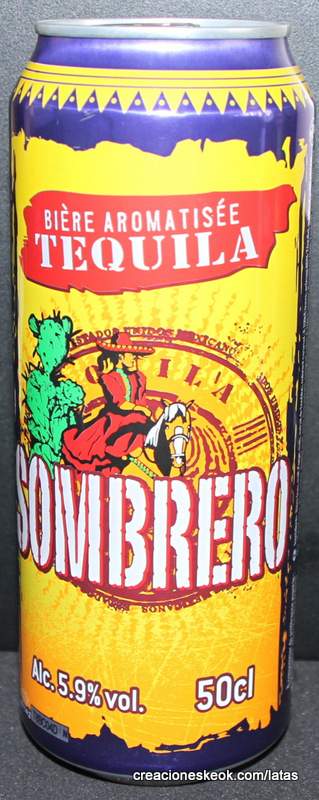 BIÈRE AROMATISÉE
TEQUILA
SOMBRERO
Alc. 5.9% vol.
50cl
creacioneskeok.com/latas